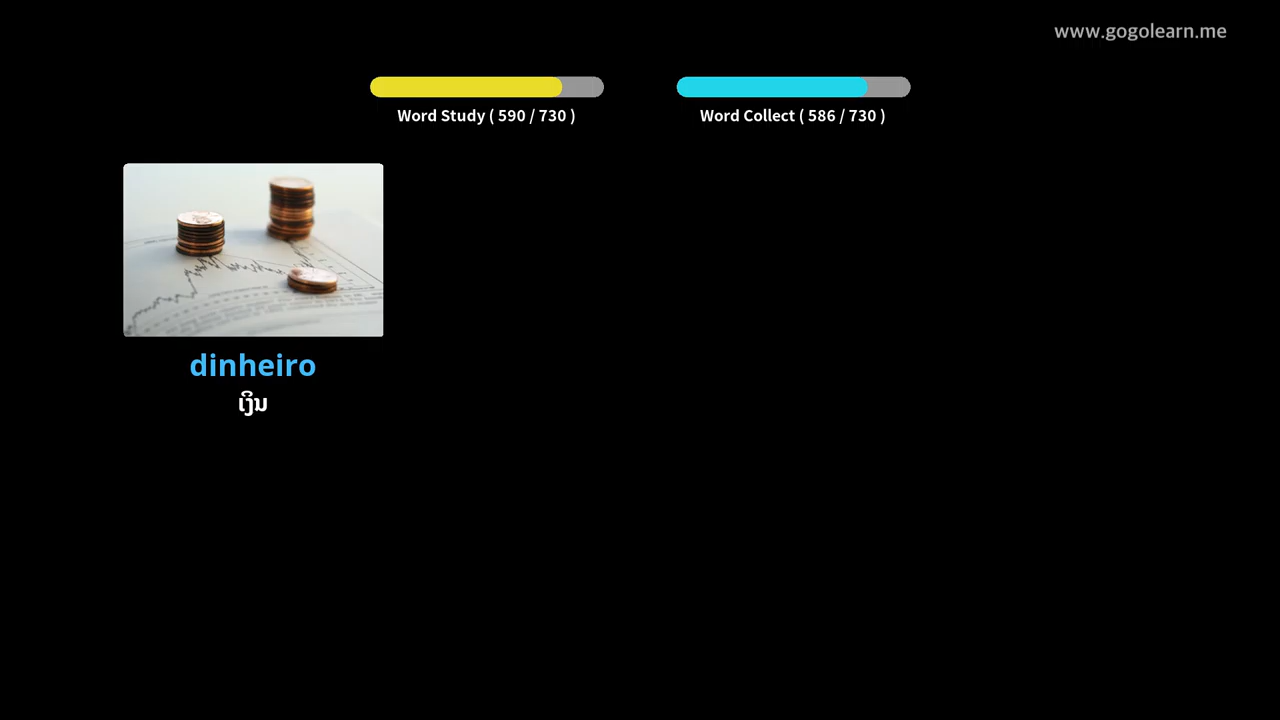 www.gogolearn.me
Word Study ( 590 / 730 )
Word Collect ( 586 / 730 )
dinheiro
ເງິນ